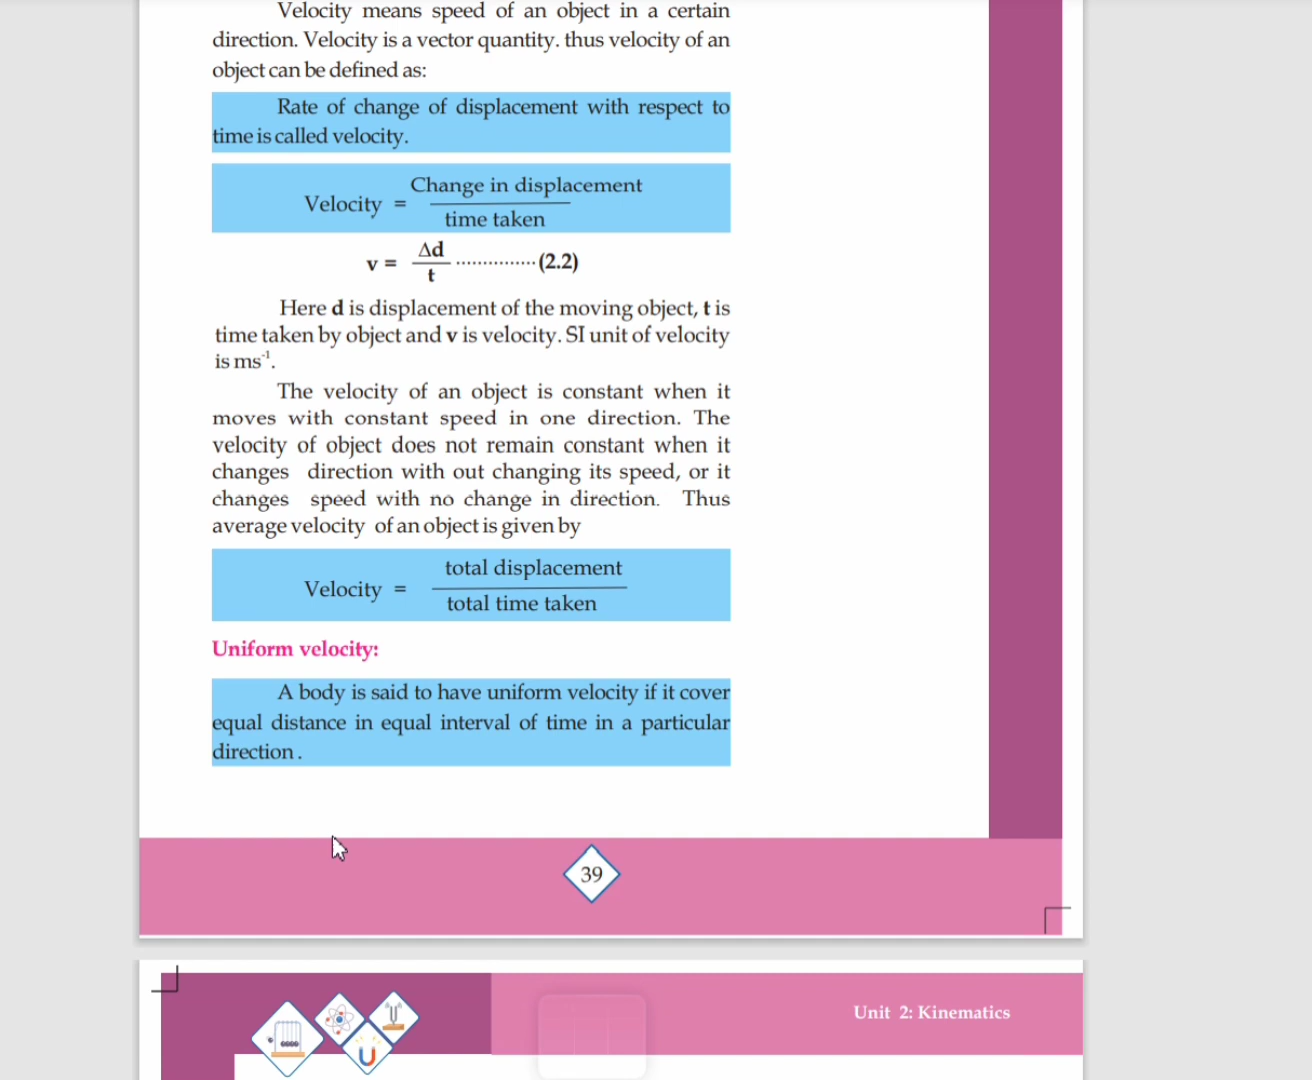 Velocity means speed of an object in a certain
direction. Velocity is a vector quantity. thus velocity of an
object can be defined as:
Rate of change of displacement with respect to
time is called velocity.
Velocity = Change in displacement
time taken
v = Δd
t ...............(2.2)
Here d is displacement of the moving object, t is
time taken by object and v is velocity. SI unit of velocity
is ms⁻¹.
The velocity of an object is constant when it
moves with constant speed in one direction. The
velocity of object does not remain constant when it
changes direction with out changing its speed, or it
changes speed with no change in direction. Thus
average velocity of an object is given by
Velocity = total displacement
total time taken
Uniform velocity:
A body is said to have uniform velocity if it cover
equal distance in equal interval of time in a particular
direction.
39
Unit 2: Kinematics